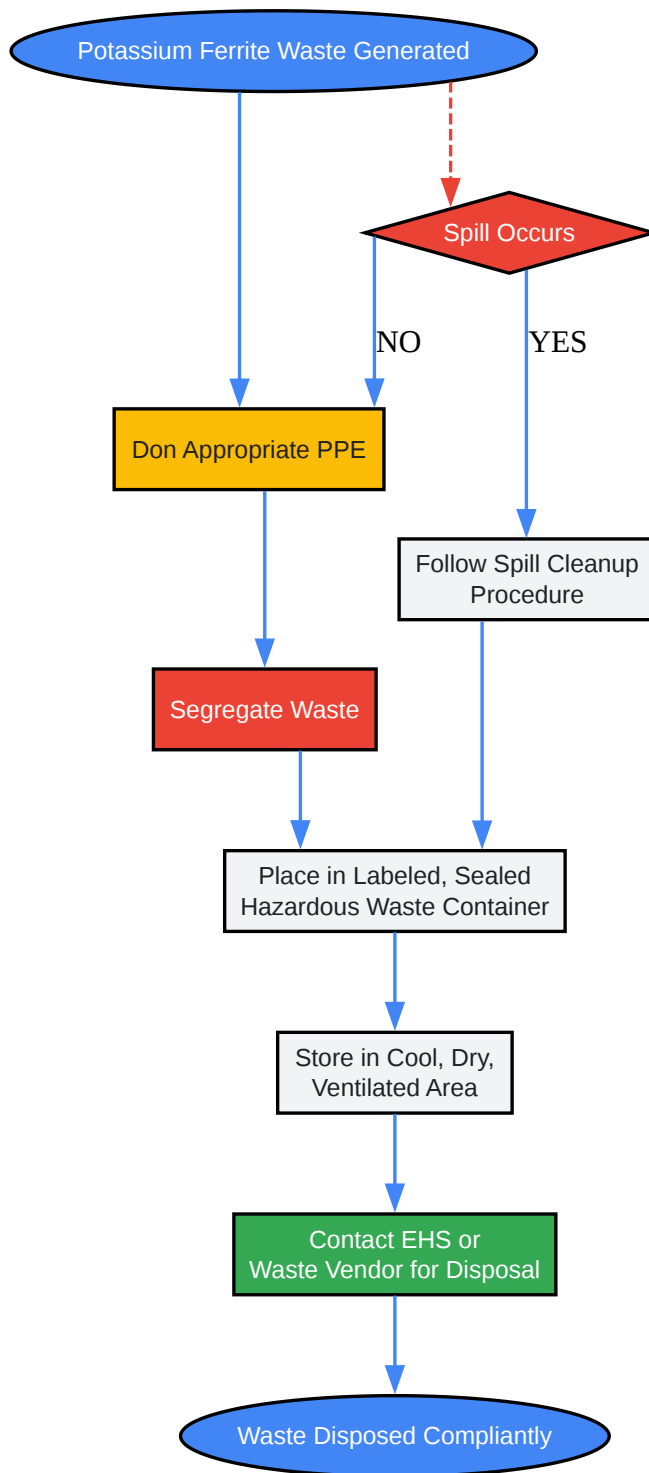 Potassium Ferrite Waste Generated
Spill Occurs
NO
YES
Don Appropriate PPE
Follow Spill Cleanup
Procedure
Segregate Waste
Place in Labeled, Sealed
Hazardous Waste Container
Store in Cool, Dry,
Ventilated Area
Contact EHS or
Waste Vendor for Disposal
Waste Disposed Compliantly